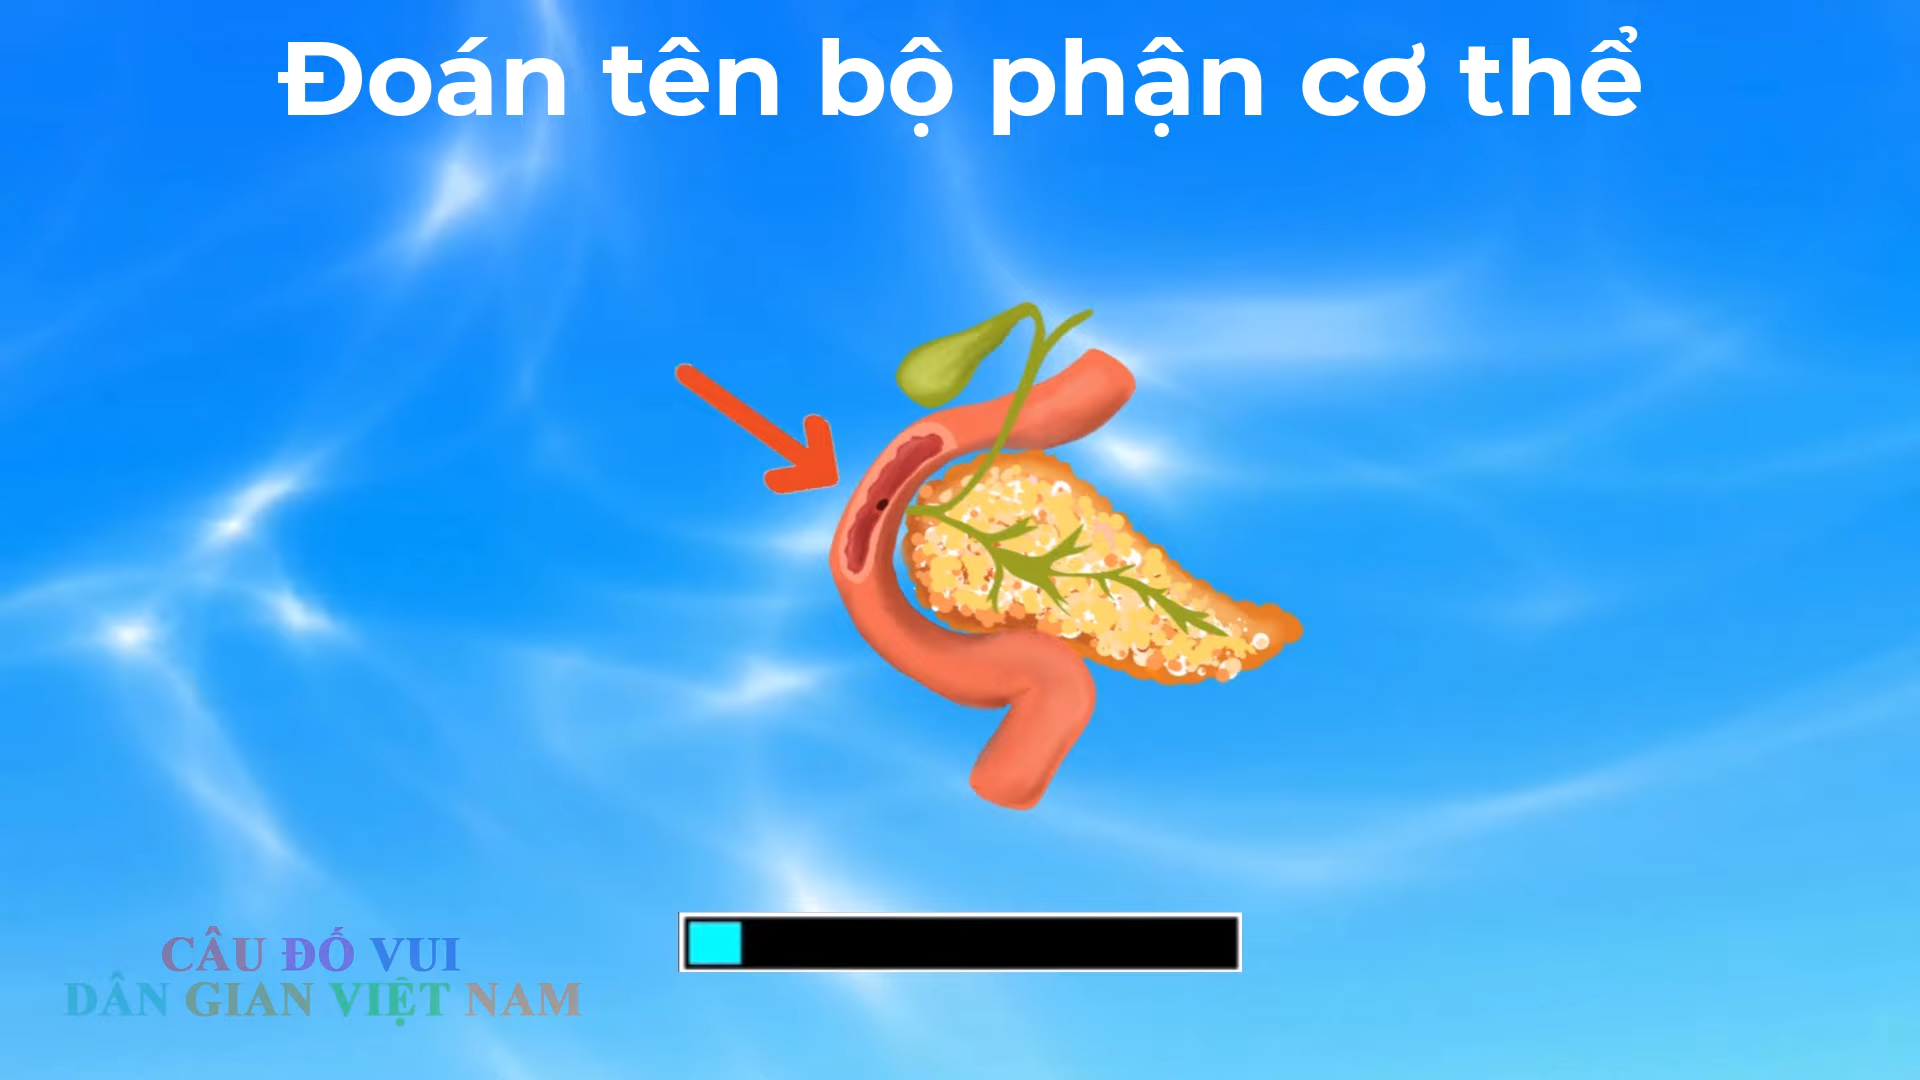 Đoán tên bộ phận cơ thể
CÂU ĐỐ VUI
DÂN GIAN VIỆT NAM